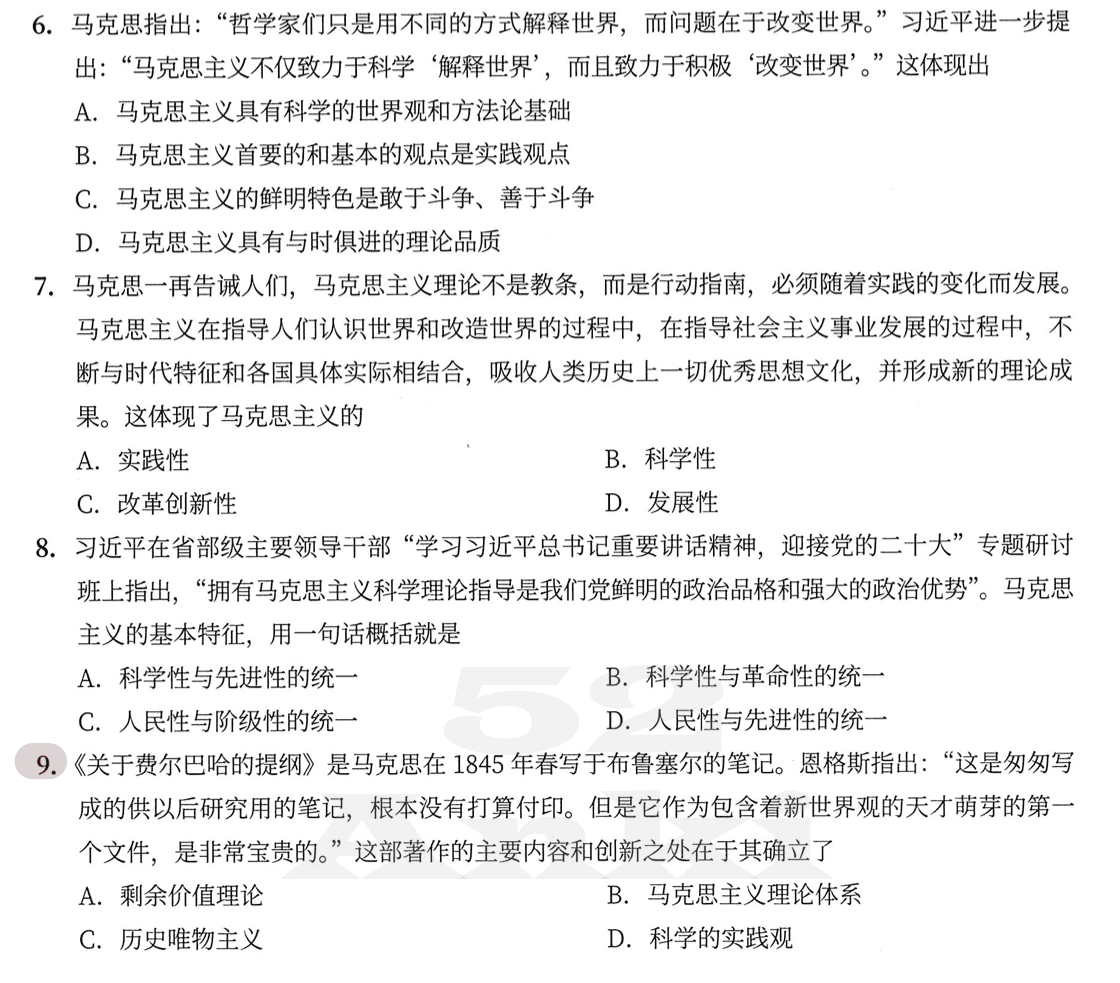 6. 马克思指出：“哲学家们只是用不同的方式解释世界，而问题在于改变世界。”习近平进一步提
出：“马克思主义不仅致力于科学‘解释世界’，而且致力于积极‘改变世界’。”这体现出
A. 马克思主义具有科学的世界观和方法论基础
B. 马克思主义首要的和基本的观点是实践观点
C. 马克思主义的鲜明特色是敢于斗争、善于斗争
D. 马克思主义具有与时俱进的理论品质
7. 马克思一再告诫人们，马克思主义理论不是教条，而是行动指南，必须随着实践的变化而发展。
马克思主义在指导人们认识世界和改造世界的过程中，在指导社会主义事业发展的过程中，不
断与时代特征和各国具体实际相结合，吸收人类历史上一切优秀思想文化，并形成新的理论成
果。这体现了马克思主义的
A. 实践性 B. 科学性
C. 改革创新性 D. 发展性
8. 习近平在省部级主要领导干部“学习习近平总书记重要讲话精神，迎接党的二十大”专题研讨
班上指出，“拥有马克思主义科学理论指导是我们党鲜明的政治品格和强大的政治优势”。马克思
主义的基本特征，用一句话概括就是
A. 科学性与先进性的统一 B. 科学性与革命性的统一
C. 人民性与阶级性的统一 D. 人民性与先进性的统一
9. 《关于费尔巴哈的提纲》是马克思在 1845 年春写于布鲁塞尔的笔记。恩格斯指出：“这是匆匆写
成的供以后研究用的笔记，根本没有打算付印。但是它作为包含着新世界观的天才萌芽的第一
个文件，是非常宝贵的。”这部著作的主要内容和创新之处在于其确立了
A. 剩余价值理论 B. 马克思主义理论体系
C. 历史唯物主义 D. 科学的实践观
52
Anki